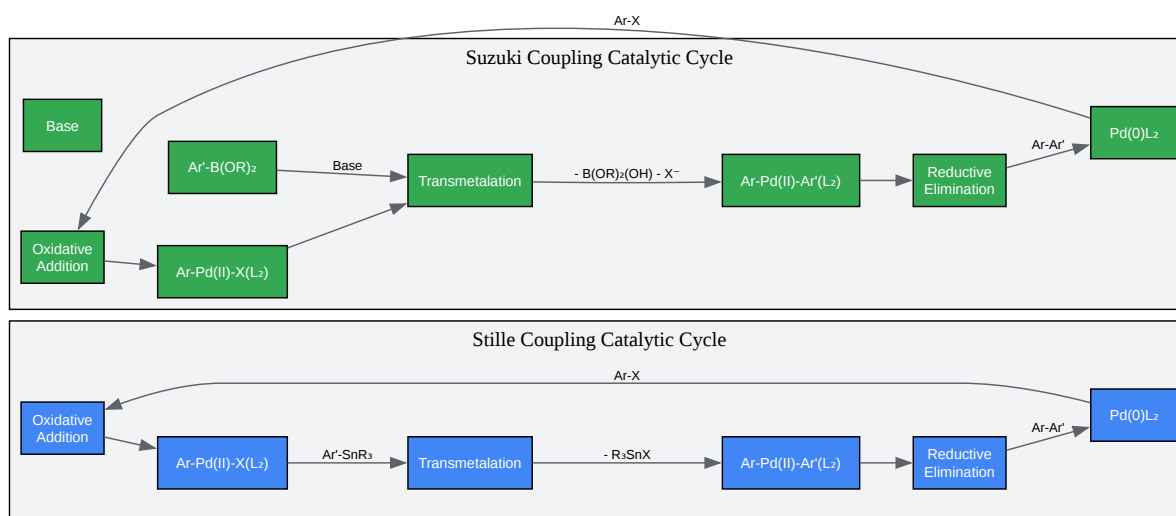 Ar-X
Suzuki Coupling Catalytic Cycle
Base
Pd(0)L₂
Ar'-B(OR)₂
Base
Transmetalation
- B(OR)₂(OH) - X⁻
Ar-Pd(II)-Ar'(L₂)
Reductive
Elimination
Ar-Ar'
Oxidative
Addition
Ar-Pd(II)-X(L₂)
Stille Coupling Catalytic Cycle
Ar-X
Oxidative
Addition
Pd(0)L₂
Ar-Pd(II)-X(L₂)
Ar'-SnR₃
Transmetalation
- R₃SnX
Ar-Pd(II)-Ar'(L₂)
Reductive
Elimination
Ar-Ar'